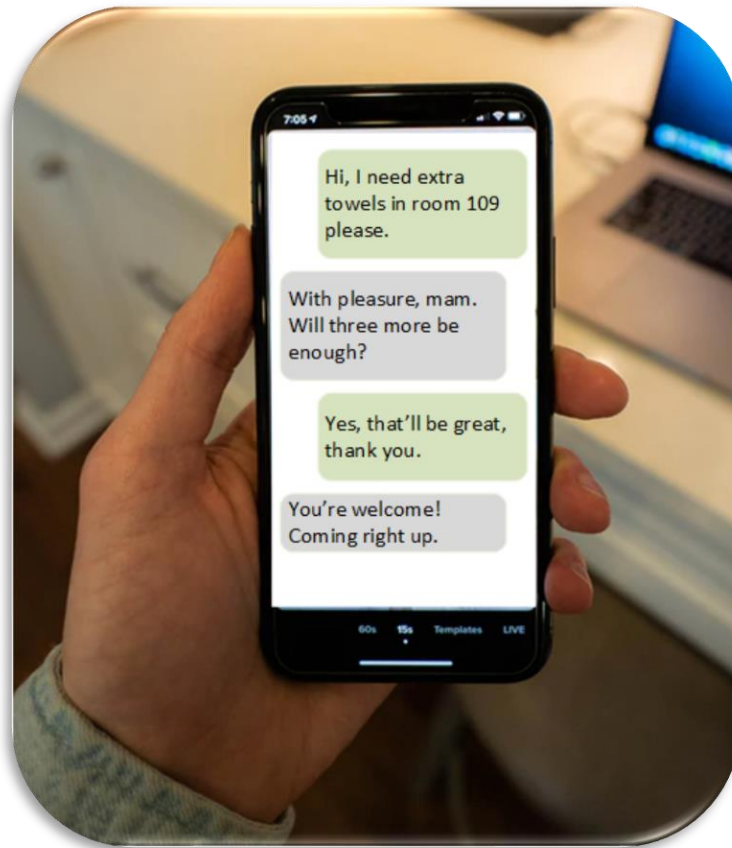 7:05
Hi, I need extra
towels in room 109
please.
With pleasure, mam.
Will three more be
enough?
Yes, that’ll be great,
thank you.
You’re welcome!
Coming right up.
60s 15s Templates LIVE